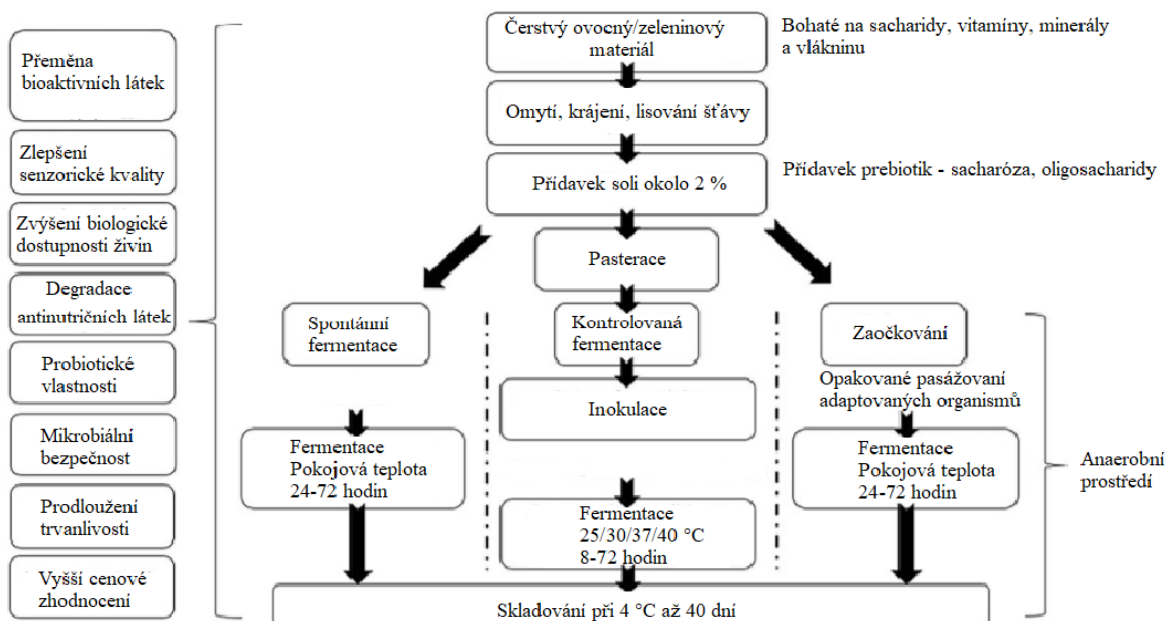 Přeměna
bioaktivních látek
Zlepšení
senzorické kvality
Zvýšení biologické
dostupnosti živin
Degradace
antinutričních látek
Probiotické
vlastnosti
Mikrobiální
bezpečnost
Prodloužení
trvanlivosti
Vyšší cenové
zhodnocení
Čerstvý ovocný/zeleninový
materiál
Bohaté na sacharidy, vitamíny, minerály
a vlákninu
Omytí, krájení, lisování šťávy
Přídavek soli okolo 2 %
Přídavek prebiotik - sacharóza, oligosacharidy
Pasterace
Spontánní
fermentace
Kontrolovaná
fermentace
Zaočkování
Inokulace
Opakované pasážovaní
adaptovaných organismů
Fermentace
Pokojová teplota
24-72 hodin
Fermentace
25/30/37/40 °C
8-72 hodin
Fermentace
Pokojová teplota
24-72 hodin
Anaerobní
prostředí
Skladování při 4 °C až 40 dní